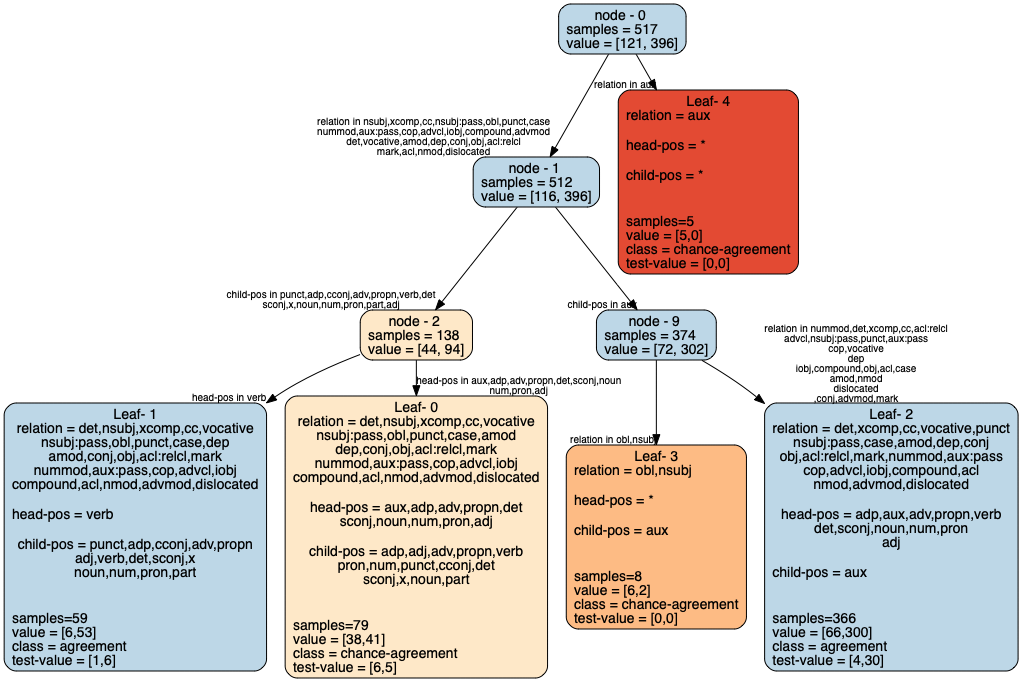 node - 0
samples = 517
value = [121, 396]
relation in aux
Leaf- 4
relation = aux
head-pos = *
child-pos = *
samples=5
value = [5,0]
class = chance-agreement
test-value = [0,0]
relation in nsubj,xcomp,cc,nsubj:pass,obl,punct,case
nummod,aux:pass,cop,advcl,iobj,compound,advmod
det,vocative,amod,dep,conj,obj,acl:relcl
mark,acl,nmod,dislocated
node - 1
samples = 512
value = [116, 396]
child-pos in punct,adp,cconj,adv,propn,verb,det
sconj,x,noun,num,pron,part,adj
node - 2
samples = 138
value = [44, 94]
child-pos in aux
node - 9
samples = 374
value = [72, 302]
head-pos in verb
Leaf- 1
relation = det,nsubj,xcomp,cc,vocative
nsubj:pass,obl,punct,case,dep
amod,conj,obj,acl:relcl,mark
nummod,aux:pass,cop,advcl,iobj
compound,acl,nmod,advmod,dislocated
head-pos = verb
child-pos = punct,adp,cconj,adv,propn
adj,verb,det,sconj,x
noun,num,pron,part
samples=59
value = [6,53]
class = agreement
test-value = [1,6]
head-pos in aux,adp,adv,propn,det,sconj,noun
num,pron,adj
Leaf- 0
relation = det,nsubj,xcomp,cc,vocative
nsubj:pass,obl,punct,case,amod
dep,conj,obj,acl:relcl,mark
nummod,aux:pass,cop,advcl,iobj
compound,acl,nmod,advmod,dislocated
head-pos = aux,adp,adv,propn,det
sconj,noun,num,pron,adj
child-pos = adp,adj,adv,propn,verb
pron,num,punct,cconj,det
sconj,x,noun,part
samples=79
value = [38,41]
class = chance-agreement
test-value = [6,5]
relation in obl,nsubj
Leaf- 3
relation = obl,nsubj
head-pos = *
child-pos = aux
samples=8
value = [6,2]
class = chance-agreement
test-value = [0,0]
relation in nummod,det,xcomp,cc,acl:relcl
advcl,nsubj:pass,punct,aux:pass
cop,vocative
dep
iobj,compound,obj,acl,case
amod,nmod
dislocated
,conj,advmod,mark
Leaf- 2
relation = det,xcomp,cc,vocative,punct
nsubj:pass,case,amod,dep,conj
obj,acl:relcl,mark,nummod,aux:pass
cop,advcl,iobj,compound,acl
nmod,advmod,dislocated
head-pos = adp,aux,adv,propn,verb
det,sconj,noun,num,pron
adj
child-pos = aux
samples=366
value = [66,300]
class = agreement
test-value = [4,30]